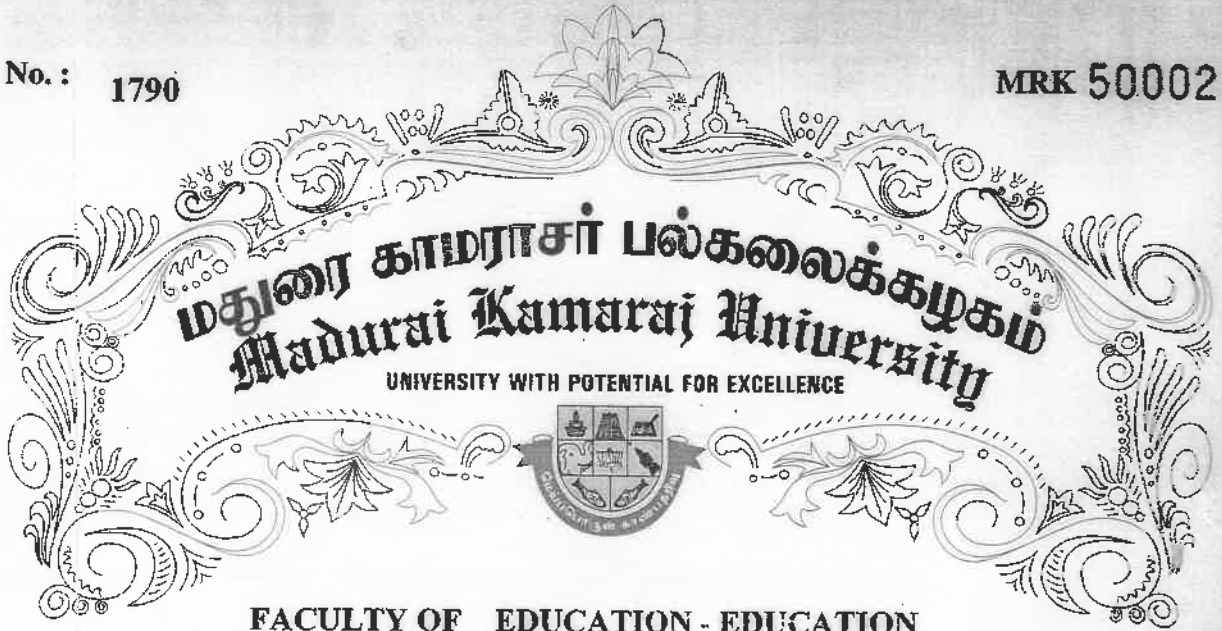 No. : 1790
MRK 50002
மதுரை காமராசர் பல்கலைக்கழகம்
Madurai Kamaraj University
UNIVERSITY WITH POTENTIAL FOR EXCELLENCE
FACULTY OF EDUCATION - EDUCATION